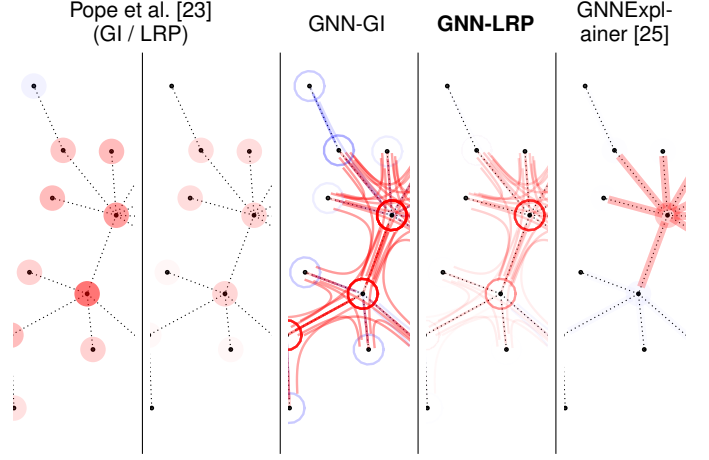 Pope et al. [23]
(GI / LRP)
GNN-GI
GNN-LRP
GNNExpl-
ainer [25]